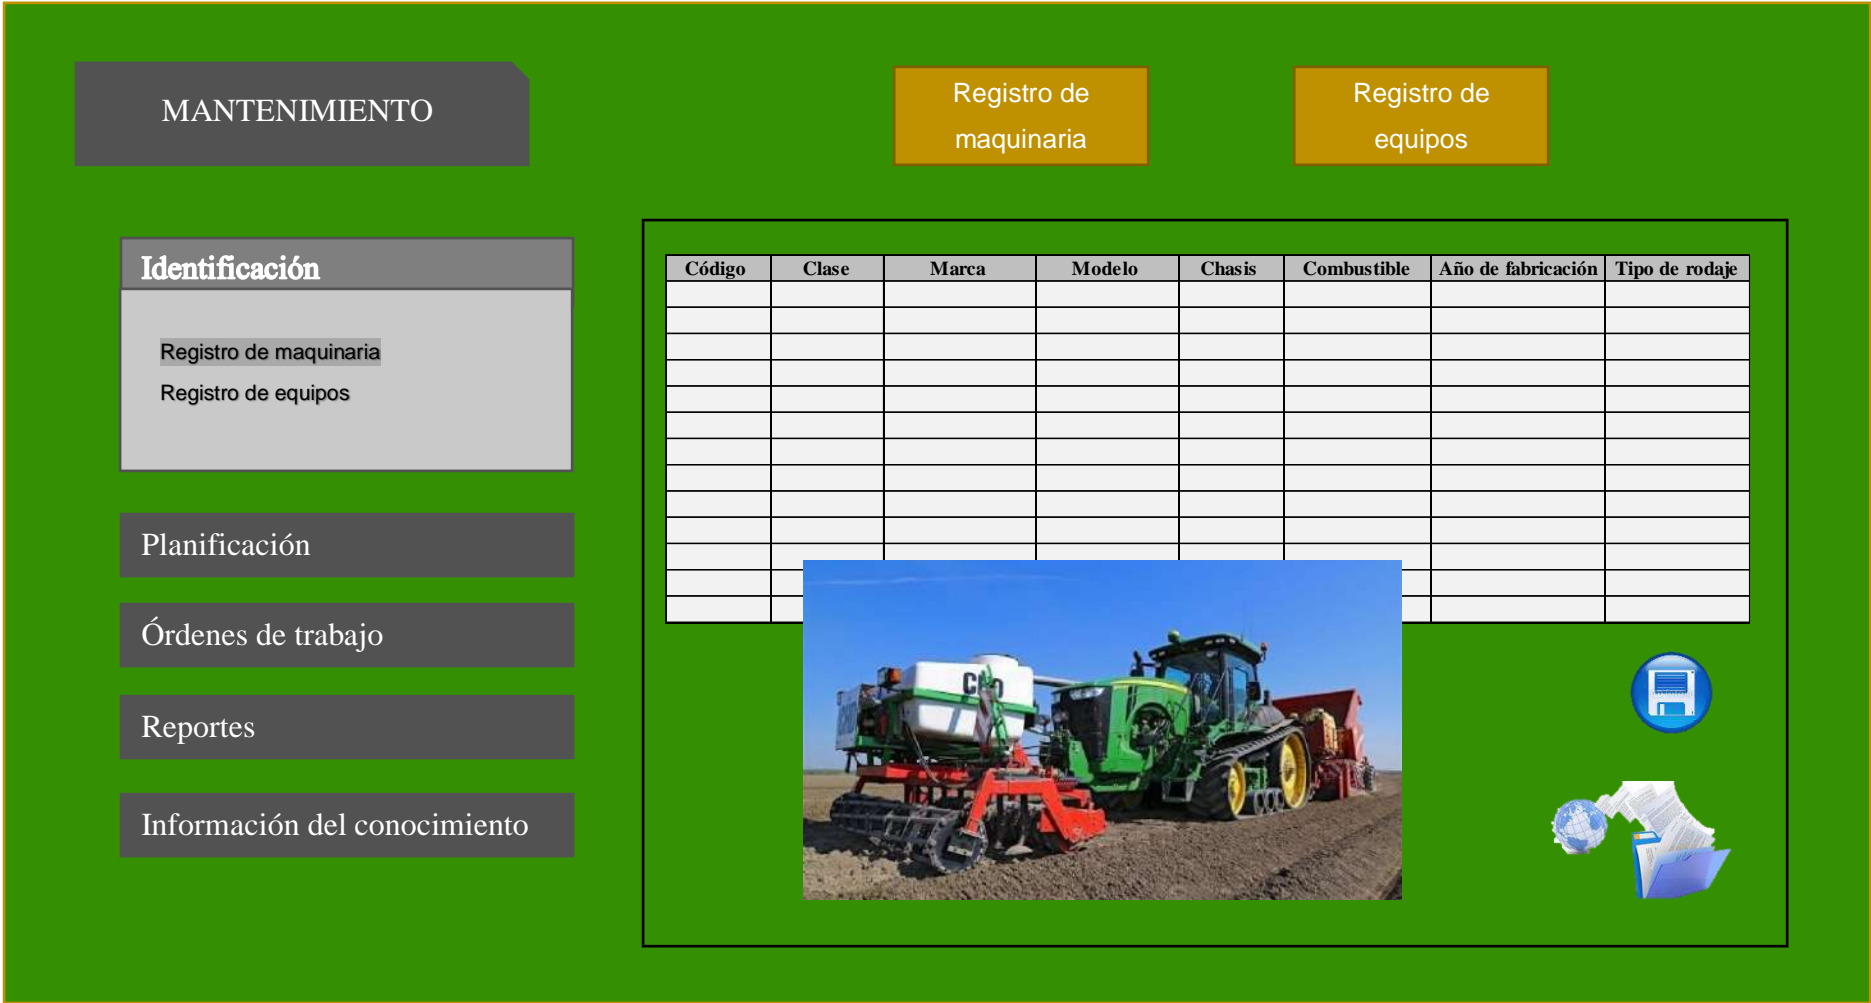 MANTENIMIENTO
Registro de
maquinaria
Registro de
equipos
Identificación
Registro de maquinaria
Registro de equipos
Planificación
Órdenes de trabajo
Reportes
Información del conocimiento
Código Clase Marca Modelo Chasis Combustible Año de fabricación Tipo de rodaje